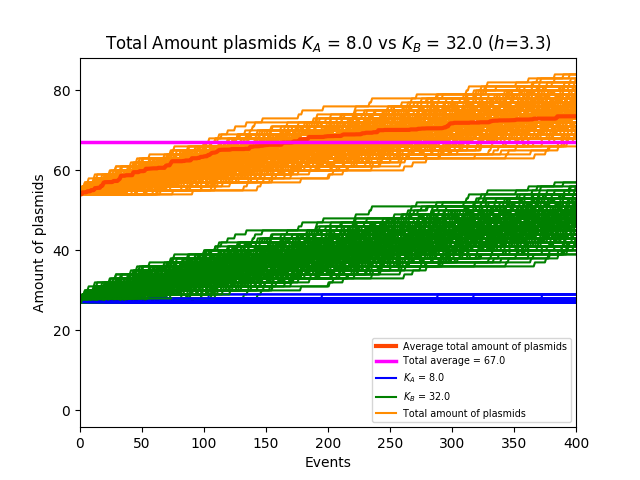 Total Amount plasmids K_A = 8.0 vs K_B = 32.0 (h=3.3)
Amount of plasmids
80
60
40
20
0
Average total amount of plasmids
Total average = 67.0
K_A = 8.0
K_B = 32.0
Total amount of plasmids
0 50 100 150 200 250 300 350 400
Events